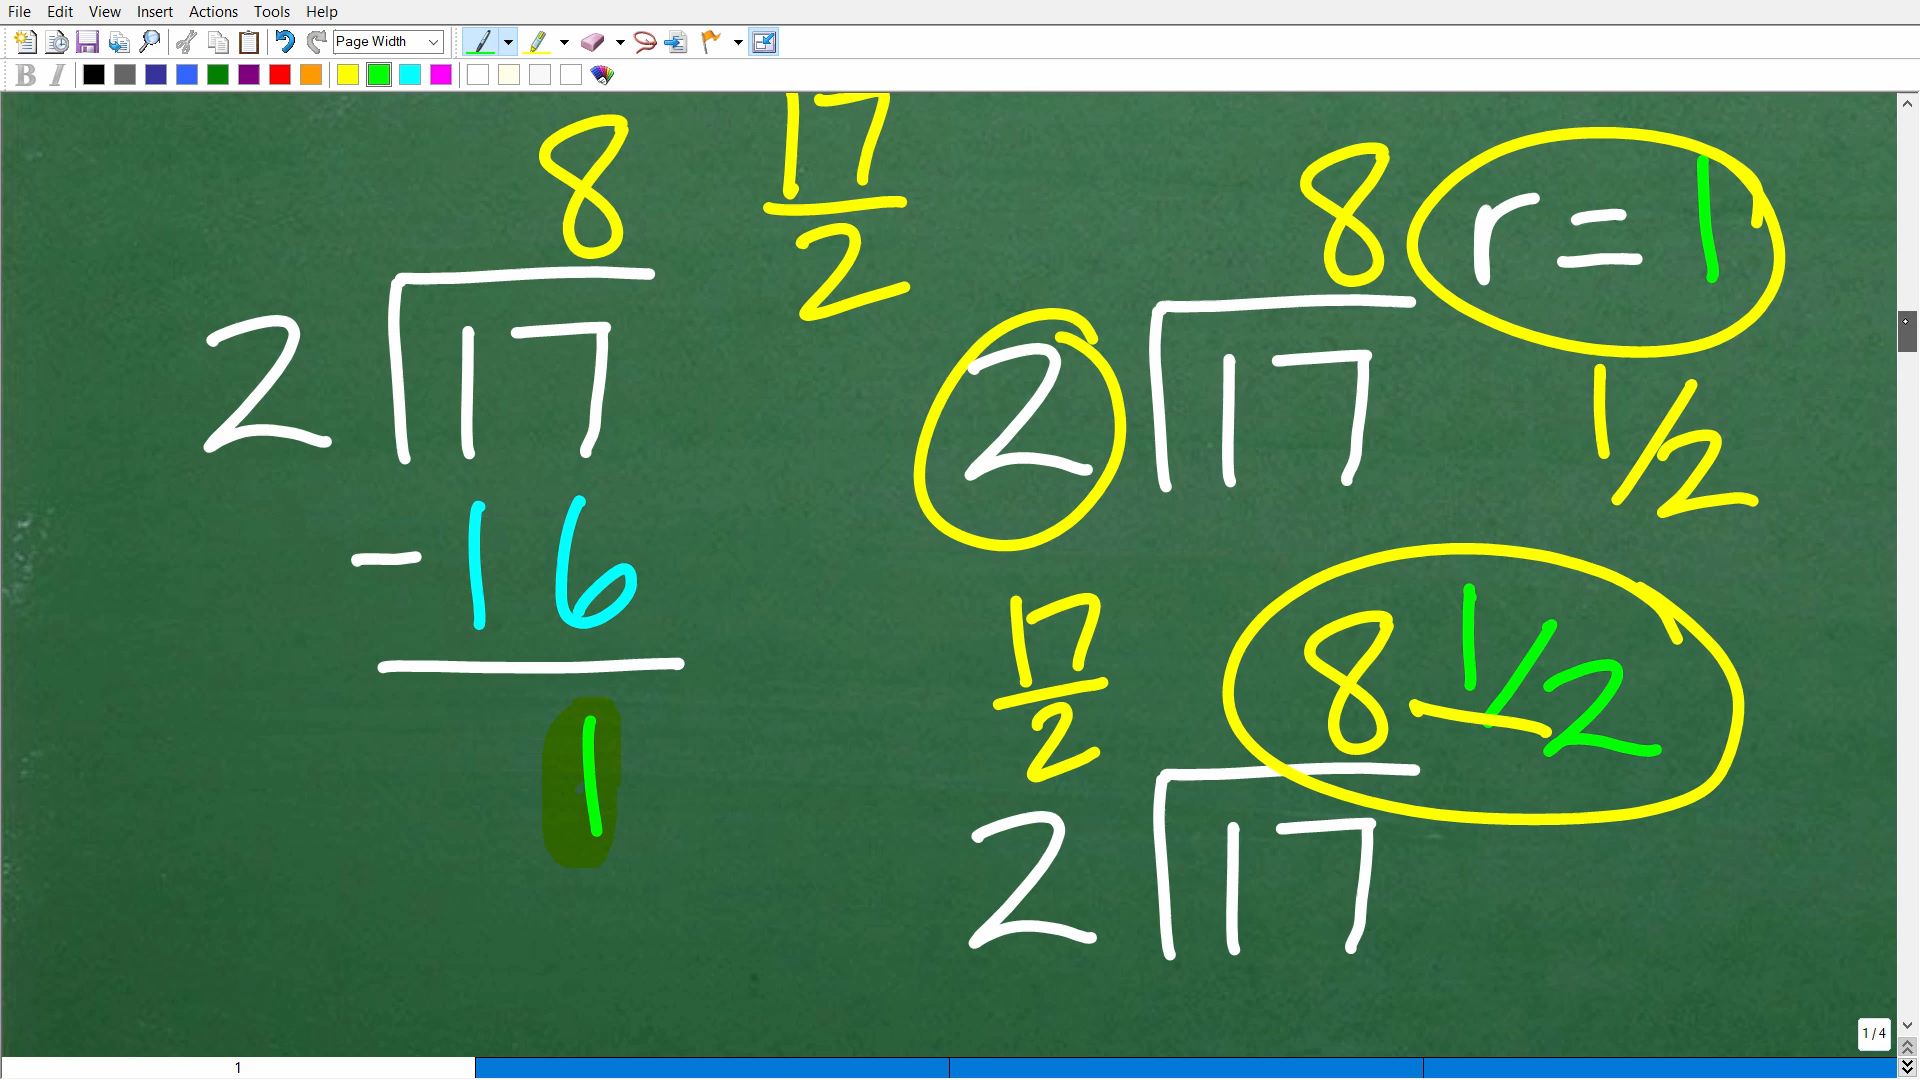 File Edit View Insert Actions Tools Help
Page Width
B I
8
2 17
- 16
1
17
2
8 r = 1
2 17
1/2
17
2
8 1/2
2 17
1 / 4
1